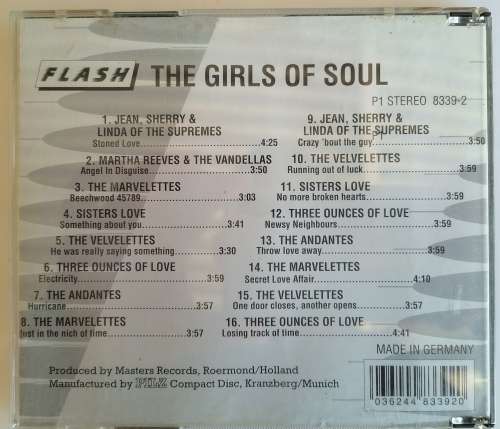 FLASH THE GIRLS OF SOUL
P1 STEREO 8339-2
1. JEAN, SHERRY &
LINDA OF THE SUPREMES
Stoned Love................4:25
2. MARTHA REEVES & THE VANDELLAS
Angel In Disguise................3:50
3. THE MARVELETTES
Beechwood 45789................3:03
4. SISTERS LOVE
Something about you................3:41
5. THE VELVELETTES
He was really saying something................3:30
6. THREE OUNCES OF LOVE
Electricity................3:59
7. THE ANDANTES
Hurricane................3:57
8. THE MARVELETTES
Just in the nich of time................3:57
9. JEAN, SHERRY &
LINDA OF THE SUPREMES
Crazy 'bout the guy................3:50
10. THE VELVELETTES
Running out of luck................3:59
11. SISTERS LOVE
No more broken hearts................3:59
12. THREE OUNCES OF LOVE
Newsy Neighbours................3:59
13. THE ANDANTES
Throw love away................3:59
14. THE MARVELETTES
Secret Love Affair................4:10
15. THE VELVELETTES
One door closes, another opens................3:59
16. THREE OUNCES OF LOVE
Losing track of time................4:41
MADE IN GERMANY
Produced by Masters Records, Roermond/Holland
Manufactured by PILZ Compact Disc, Kranzberg/Munich
036244 833920